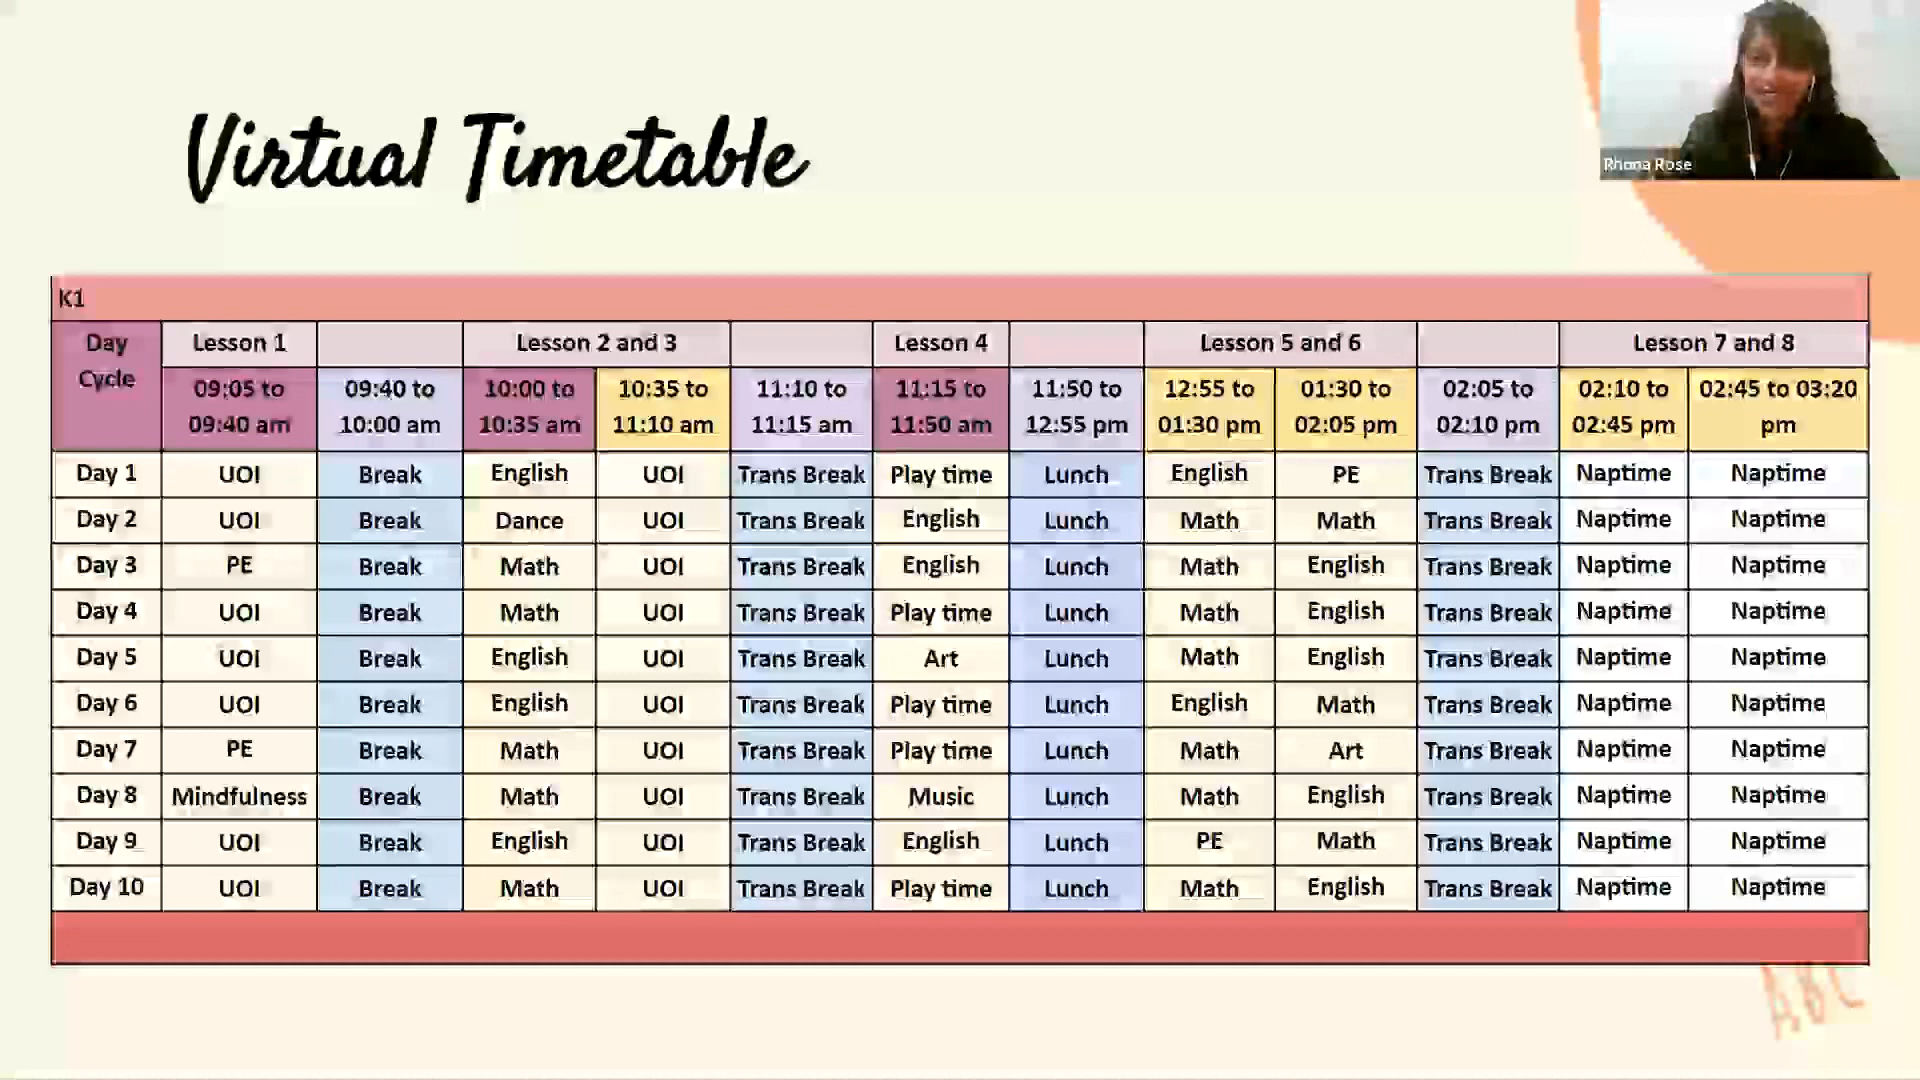 Rhona Rose
Virtual Timetable
K1
Day Cycle Lesson 1 Lesson 2 and 3 Lesson 4 Lesson 5 and 6 Lesson 7 and 8
09:05 to 09:40 am 09:40 to 10:00 am 10:00 to 10:35 am 10:35 to 11:10 am 11:10 to 11:15 am 11:15 to 11:50 am 11:50 to 12:55 pm 12:55 to 01:30 pm 01:30 to 02:05 pm 02:05 to 02:10 pm 02:10 to 02:45 pm 02:45 to 03:20 pm
Day 1 UOI Break English UOI Trans Break Play time Lunch English PE Trans Break Naptime Naptime
Day 2 UOI Break Dance UOI Trans Break English Lunch Math Math Trans Break Naptime Naptime
Day 3 PE Break Math UOI Trans Break English Lunch Math English Trans Break Naptime Naptime
Day 4 UOI Break Math UOI Trans Break Play time Lunch Math English Trans Break Naptime Naptime
Day 5 UOI Break English UOI Trans Break Art Lunch Math English Trans Break Naptime Naptime
Day 6 UOI Break English UOI Trans Break Play time Lunch English Math Trans Break Naptime Naptime
Day 7 PE Break Math UOI Trans Break Play time Lunch Math Art Trans Break Naptime Naptime
Day 8 Mindfulness Break Math UOI Trans Break Music Lunch Math English Trans Break Naptime Naptime
Day 9 UOI Break English UOI Trans Break English Lunch PE Math Trans Break Naptime Naptime
Day 10 UOI Break Math UOI Trans Break Play time Lunch Math English Trans Break Naptime Naptime
ABC